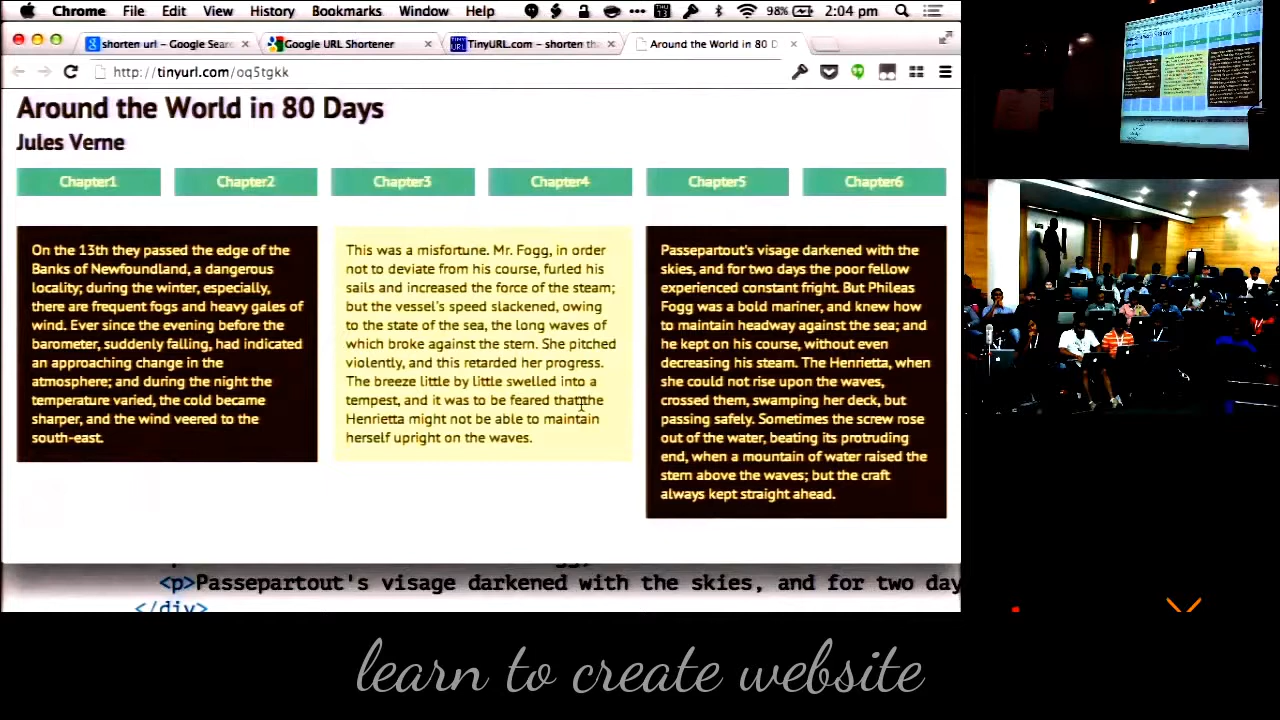 Chrome File Edit View History Bookmarks Window Help THU 13 98% 2:04 pm
shorten url – Google Sear
Google URL Shortener
TinyURL.com – shorten th
Around the World in 80 D
http://tinyurl.com/oq5tgkk
Around the World in 80 Days
Jules Verne
Chapter1 Chapter2 Chapter3 Chapter4 Chapter5 Chapter6
On the 13th they passed the edge of the
Banks of Newfoundland, a dangerous
locality; during the winter, especially,
there are frequent fogs and heavy gales of
wind. Ever since the evening before the
barometer, suddenly falling, had indicated
an approaching change in the
atmosphere; and during the night the
temperature varied, the cold became
sharper, and the wind veered to the
south-east.
This was a misfortune. Mr. Fogg, in order
not to deviate from his course, furled his
sails and increased the force of the steam;
but the vessel's speed slackened, owing
to the state of the sea, the long waves of
which broke against the stern. She pitched
violently, and this retarded her progress.
The breeze little by little swelled into a
tempest, and it was to be feared that the
Henrietta might not be able to maintain
herself upright on the waves.
Passepartout's visage darkened with the
skies, and for two days the poor fellow
experienced constant fright. But Phileas
Fogg was a bold mariner, and knew how
to maintain headway against the sea; and
he kept on his course, without even
decreasing his steam. The Henrietta, when
she could not rise upon the waves,
crossed them, swamping her deck, but
passing safely. Sometimes the screw rose
out of the water, beating its protruding
end, when a mountain of water raised the
stern above the waves; but the craft
always kept straight ahead.
<p>Passepartout's visage darkened with the skies, and for two day
</div>
learn to create website